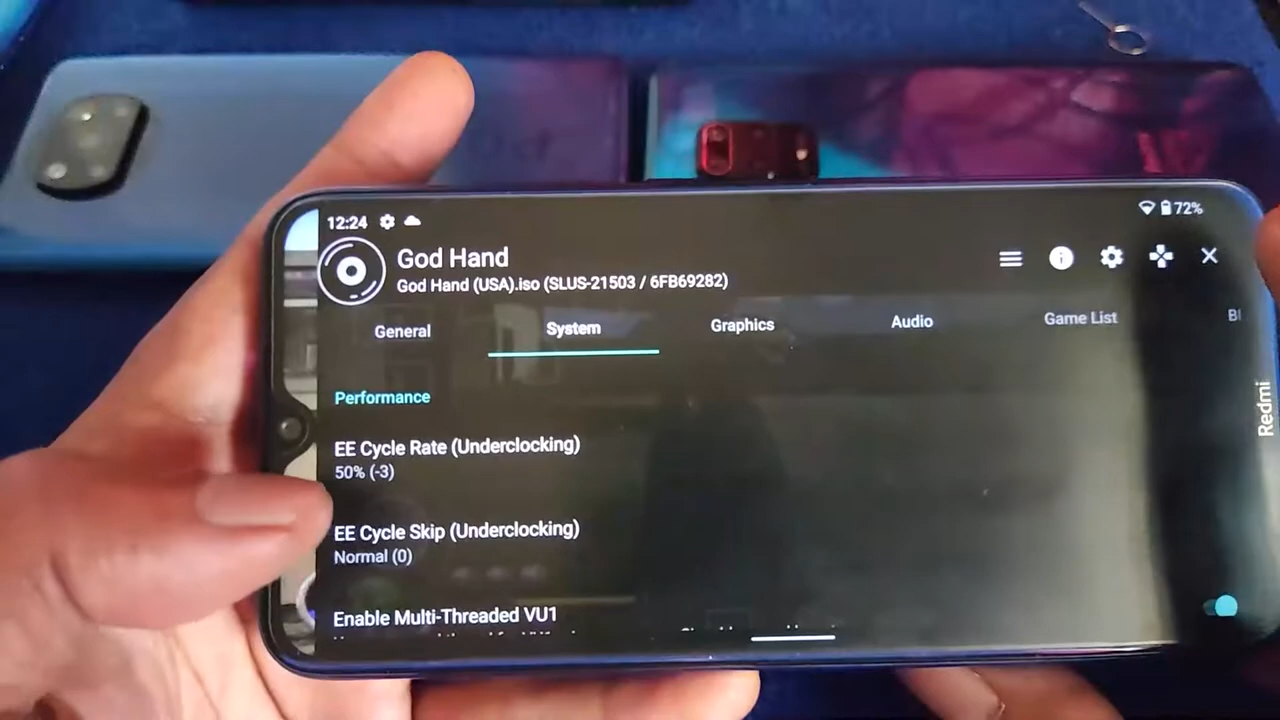 12:24
72%
God Hand
God Hand (USA).iso (SLUS-21503 / 6FB69282)
General
System
Graphics
Audio
Game List
Performance
EE Cycle Rate (Underclocking)
50% (-3)
EE Cycle Skip (Underclocking)
Normal (0)
Enable Multi-Threaded VU1
Redmi